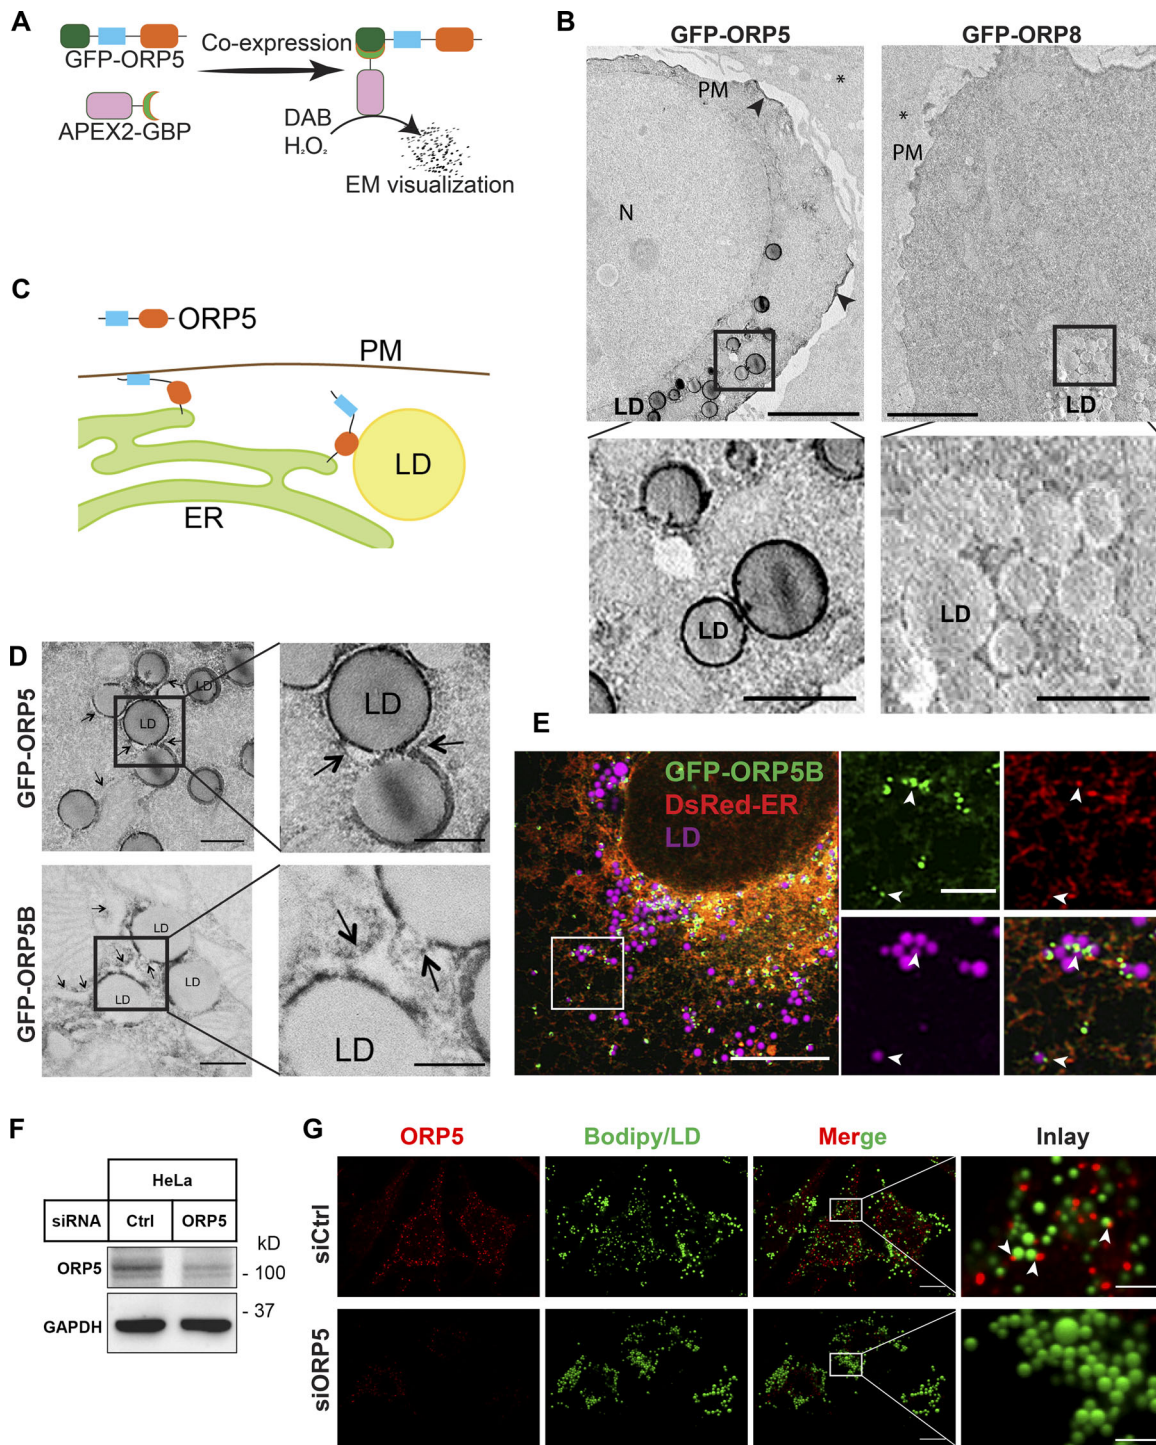 A
GFP-ORP5
Co-expression
APEX2-GBP
DAB
H₂O₂
EM visualization
B
GFP-ORP5
GFP-ORP8
PM
*
N
LD
*
PM
LD
LD
LD
C
ORP5
PM
LD
ER
D
GFP-ORP5
LD
LD
LD
GFP-ORP5B
LD
LD
LD
LD
E
GFP-ORP5B
DsRed-ER
LD
F
HeLa
siRNA Ctrl ORP5
kD
ORP5 - 100
- 37
GAPDH
G
ORP5 Bodipy/LD Merge Inlay
siCtrl
siORP5